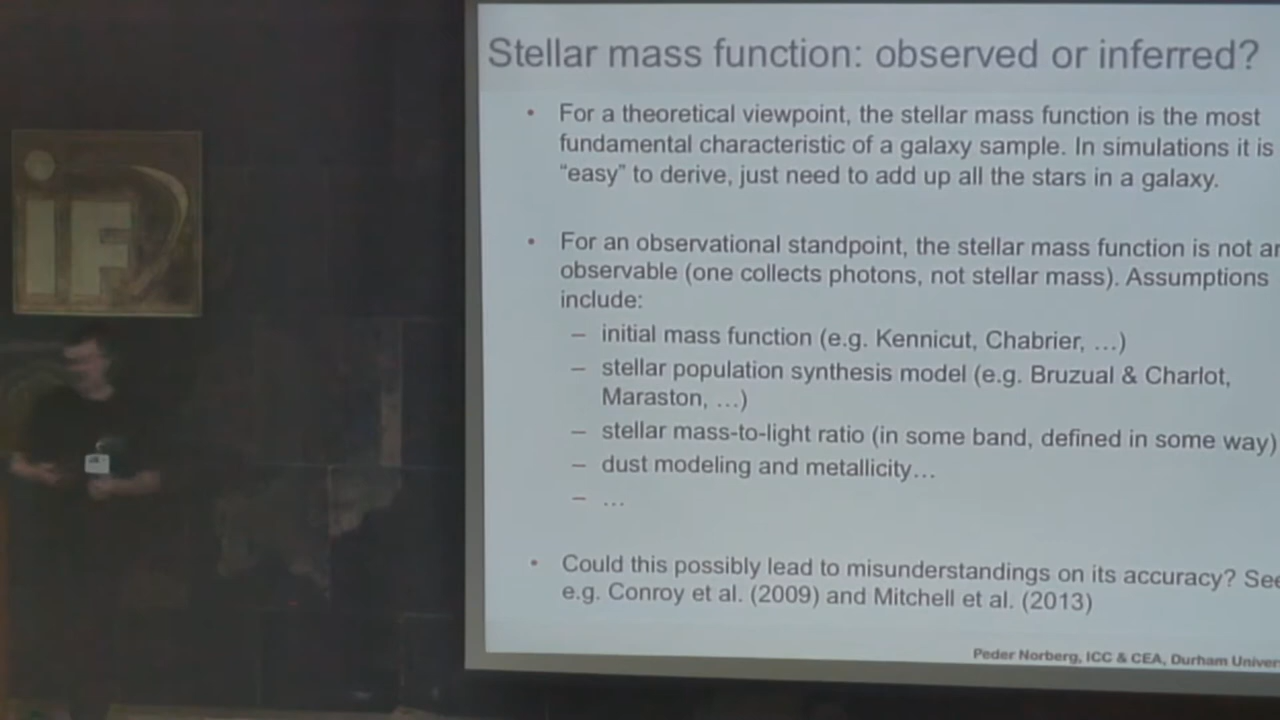 Stellar mass function: observed or inferred?
• For a theoretical viewpoint, the stellar mass function is the most
fundamental characteristic of a galaxy sample. In simulations it is
“easy” to derive, just need to add up all the stars in a galaxy.
• For an observational standpoint, the stellar mass function is not an
observable (one collects photons, not stellar mass). Assumptions
include:
– initial mass function (e.g. Kennicut, Chabrier, …)
– stellar population synthesis model (e.g. Bruzual & Charlot,
Maraston, …)
– stellar mass-to-light ratio (in some band, defined in some way)
– dust modeling and metallicity…
– …
• Could this possibly lead to misunderstandings on its accuracy? See
e.g. Conroy et al. (2009) and Mitchell et al. (2013)
Peder Norberg, ICC & CEA, Durham Univer
iF